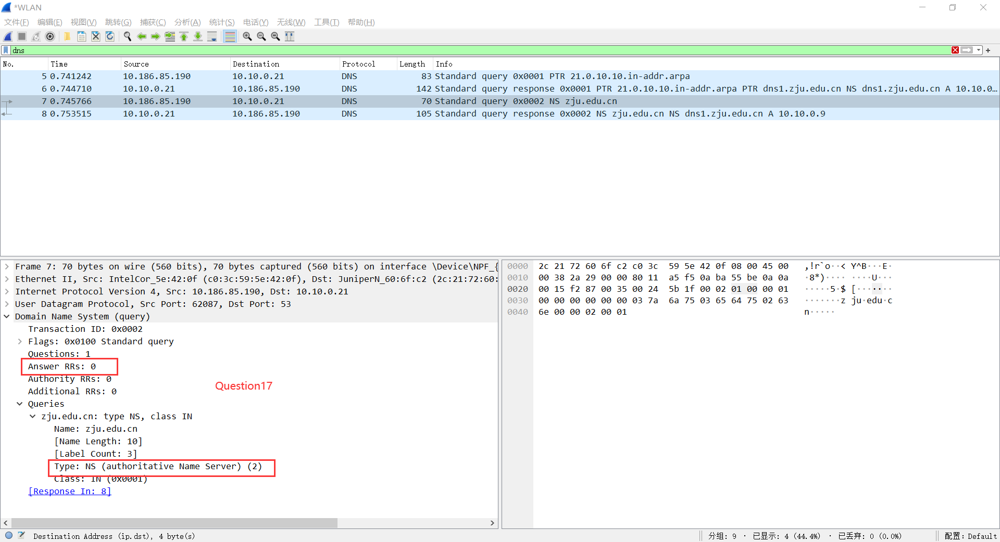 *WLAN
文件(F) 编辑(E) 视图(V) 跳转(G) 捕获(C) 分析(A) 统计(S) 电话(Y) 无线(W) 工具(T) 帮助(H)
dns
No. Time Source Destination Protocol Length Info
5 0.741242 10.186.85.190 10.10.0.21 DNS 83 Standard query 0x0001 PTR 21.0.10.10.in-addr.arpa
6 0.744710 10.10.0.21 10.186.85.190 DNS 142 Standard query response 0x0001 PTR 21.0.10.10.in-addr.arpa PTR dns1.zju.edu.cn NS dns1.zju.edu.cn A 10.10.0…
7 0.745766 10.186.85.190 10.10.0.21 DNS 70 Standard query 0x0002 NS zju.edu.cn
8 0.753515 10.10.0.21 10.186.85.190 DNS 105 Standard query response 0x0002 NS zju.edu.cn NS dns1.zju.edu.cn A 10.10.0.9
Frame 7: 70 bytes on wire (560 bits), 70 bytes captured (560 bits) on interface \Device\NPF_{
Ethernet II, Src: IntelCor_5e:42:0f (c0:3c:59:5e:42:0f), Dst: JuniperN_60:6f:c2 (2c:21:72:60:
Internet Protocol Version 4, Src: 10.186.85.190, Dst: 10.10.0.21
User Datagram Protocol, Src Port: 62087, Dst Port: 53
Domain Name System (query)
Transaction ID: 0x0002
Flags: 0x0100 Standard query
Questions: 1
Answer RRs: 0
Authority RRs: 0
Question17
Additional RRs: 0
Queries
zju.edu.cn: type NS, class IN
Name: zju.edu.cn
[Name Length: 10]
[Label Count: 3]
Type: NS (authoritative Name Server) (2)
Class: IN (0x0001)
[Response In: 8]
0000 2c 21 72 60 6f c2 c0 3c 59 5e 42 0f 08 00 45 00 ,!r`o··< Y^B···E·
0010 00 38 2a 29 00 00 80 11 a5 f5 0a ba 55 be 0a 0a ·8*)···· ····U···
0020 00 15 f2 87 00 35 00 24 5b 1f 00 02 01 00 00 01 ·····5·$ [·······
0030 00 00 00 00 00 00 03 7a 6a 75 03 65 64 75 02 63 ·······z ju·edu·c
0040 6e 00 00 02 00 01 n·····
Destination Address (ip.dst), 4 byte(s) 分组: 9 · 已显示: 4 (44.4%) · 已丢弃: 0 (0.0%) 配置: Default